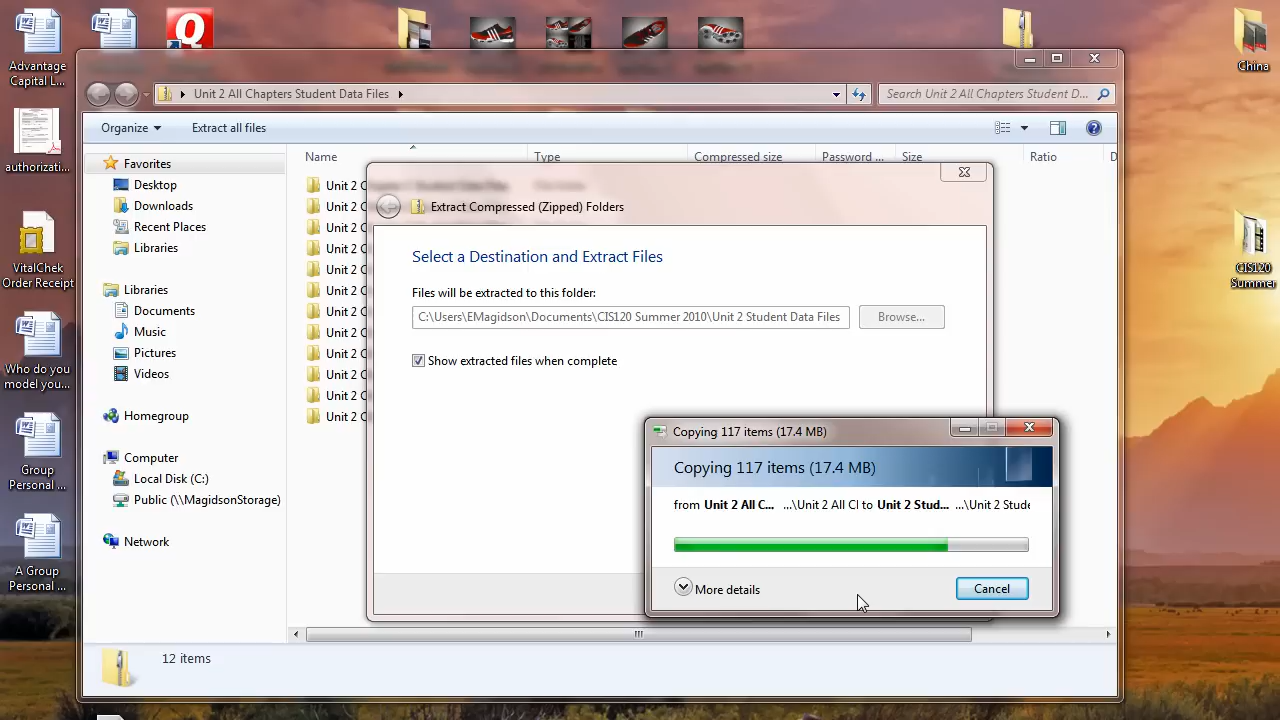 Advantage
Capital L...
authorizati...
VitalChek
Order Receipt
Who do you
model you...
Group
Personal ...
A Group
Personal ...
Q
China
CIS120
Summer
Unit 2 All Chapters Student Data Files
Search Unit 2 All Chapters Student D...
Organize
Extract all files
Favorites
Desktop
Downloads
Recent Places
Libraries
Libraries
Documents
Music
Pictures
Videos
Homegroup
Computer
Local Disk (C:)
Public (\\MagidsonStorage)
Network
Name Type Compressed size Password ... Size Ratio D
Unit 2 C
Unit 2 C
Unit 2 C
Unit 2 C
Unit 2 C
Unit 2 C
Unit 2 C
Unit 2 C
Unit 2 C
Unit 2 C
Unit 2 C
Unit 2 C
Extract Compressed (Zipped) Folders
Select a Destination and Extract Files
Files will be extracted to this folder:
C:\Users\EMagidson\Documents\CIS120 Summer 2010\Unit 2 Student Data Files
Browse...
Show extracted files when complete
Copying 117 items (17.4 MB)
Copying 117 items (17.4 MB)
from Unit 2 All C... ...\Unit 2 All Cl to Unit 2 Stud... ...\Unit 2 Stude
More details
Cancel
12 items